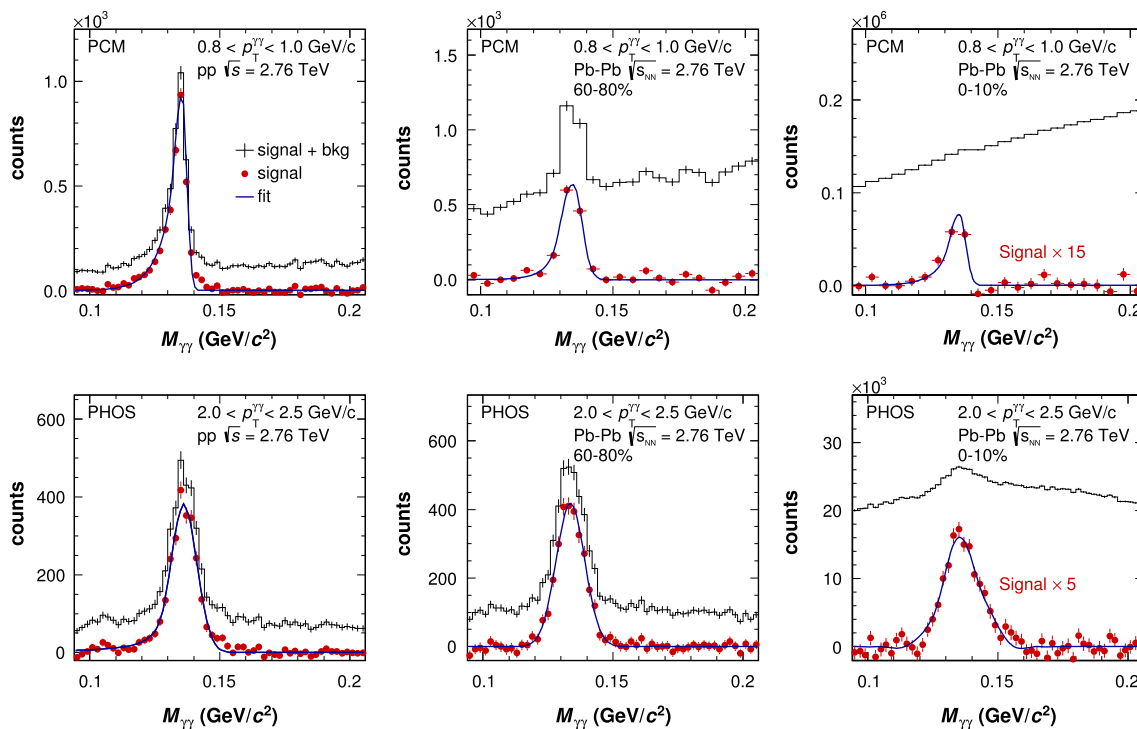 ×10³
PCM
0.8 < p_T^γγ < 1.0 GeV/c
pp √s = 2.76 TeV
signal + bkg
signal
fit
counts
1.0
0.5
0.0
0.1 0.15 0.2
M_γγ (GeV/c²)
×10³
PCM
0.8 < p_T^γγ < 1.0 GeV/c
Pb-Pb √s_NN = 2.76 TeV
60-80%
counts
1.5
1.0
0.5
0.0
0.1 0.15 0.2
M_γγ (GeV/c²)
×10⁶
PCM
0.8 < p_T^γγ < 1.0 GeV/c
Pb-Pb √s_NN = 2.76 TeV
0-10%
counts
0.2
0.1
0.0
Signal × 15
0.1 0.15 0.2
M_γγ (GeV/c²)
PHOS
2.0 < p_T^γγ < 2.5 GeV/c
pp √s = 2.76 TeV
counts
600
400
200
0
0.1 0.15 0.2
M_γγ (GeV/c²)
PHOS
2.0 < p_T^γγ < 2.5 GeV/c
Pb-Pb √s_NN = 2.76 TeV
60-80%
counts
700
500
300
100
0
0.1 0.15 0.2
M_γγ (GeV/c²)
×10³
PHOS
2.0 < p_T^γγ < 2.5 GeV/c
Pb-Pb √s_NN = 2.76 TeV
0-10%
counts
36
20
10
0
Signal × 5
0.1 0.15 0.2
M_γγ (GeV/c²)